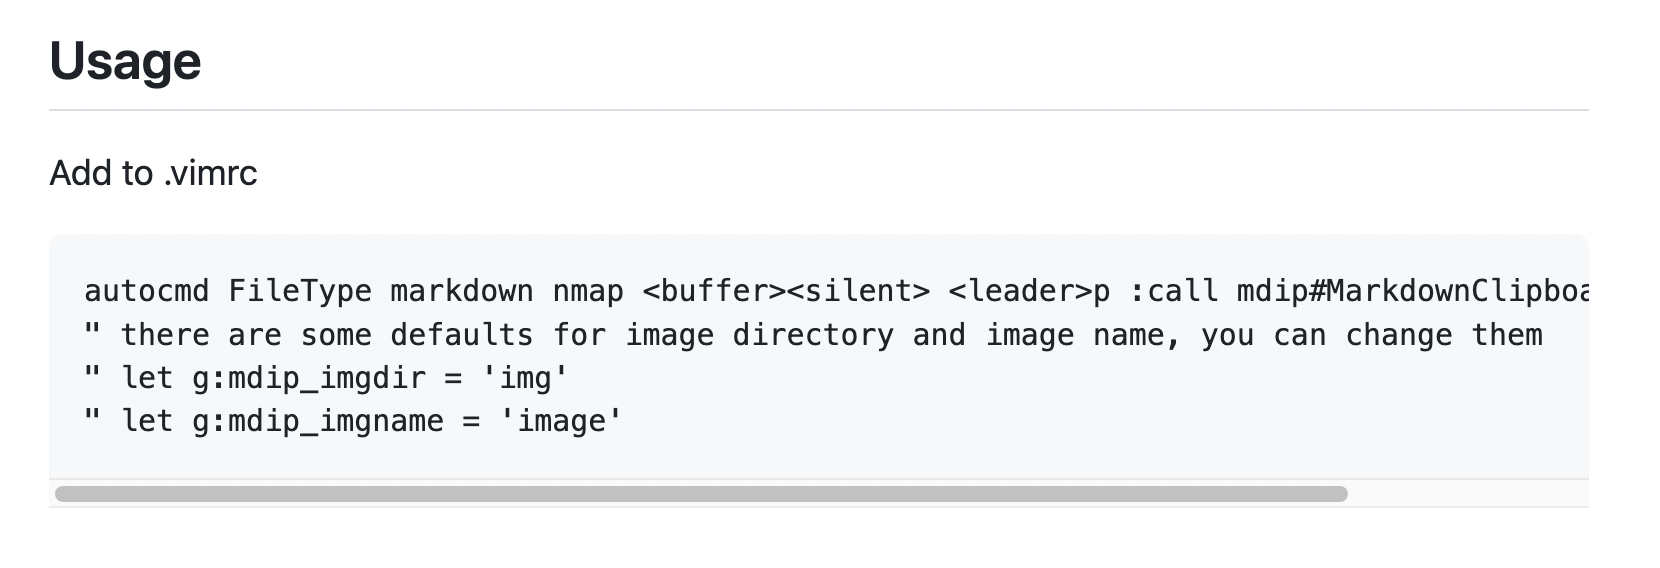 Usage
Add to .vimrc
autocmd FileType markdown nmap <buffer><silent> <leader>p :call mdip#MarkdownClipboa
" there are some defaults for image directory and image name, you can change them
" let g:mdip_imgdir = 'img'
" let g:mdip_imgname = 'image'